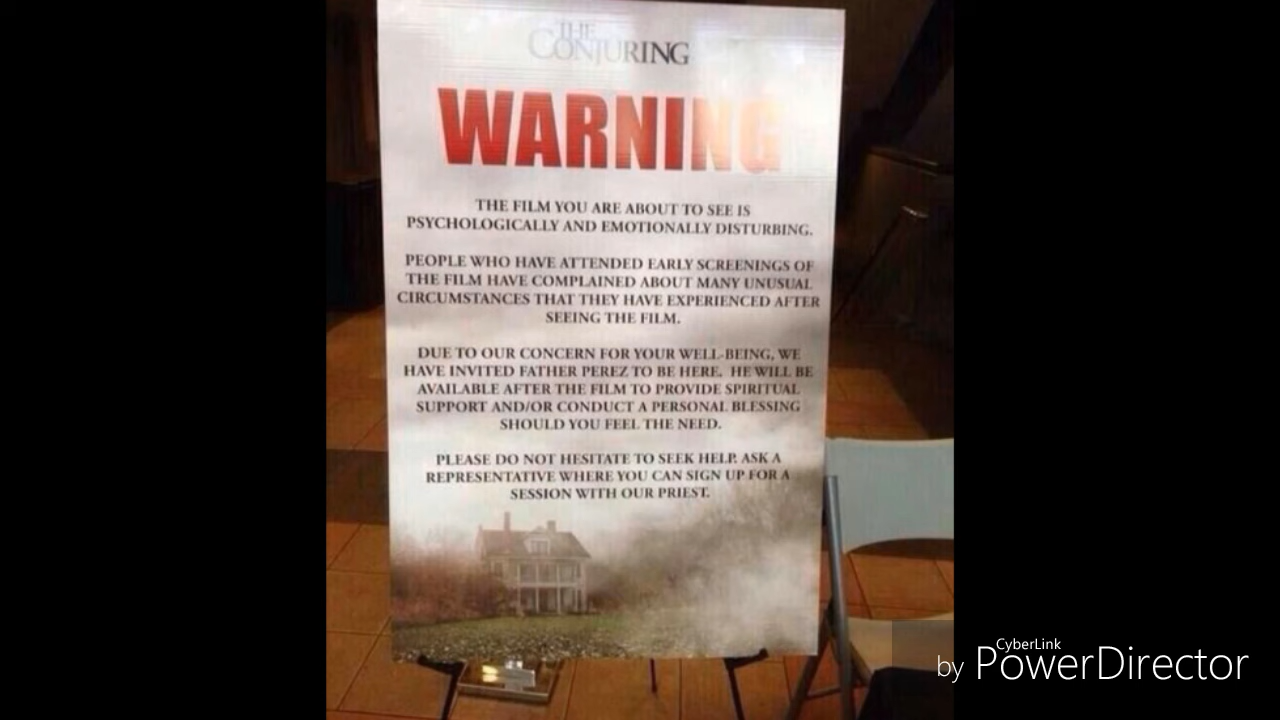 THE
CONJURING
WARNING
THE FILM YOU ARE ABOUT TO SEE IS
PSYCHOLOGICALLY AND EMOTIONALLY DISTURBING.
PEOPLE WHO HAVE ATTENDED EARLY SCREENINGS OF
THE FILM HAVE COMPLAINED ABOUT MANY UNUSUAL
CIRCUMSTANCES THAT THEY HAVE EXPERIENCED AFTER
SEEING THE FILM.
DUE TO OUR CONCERN FOR YOUR WELL-BEING, WE
HAVE INVITED FATHER PEREZ TO BE HERE. HE WILL BE
AVAILABLE AFTER THE FILM TO PROVIDE SPIRITUAL
SUPPORT AND/OR CONDUCT A PERSONAL BLESSING
SHOULD YOU FEEL THE NEED.
PLEASE DO NOT HESITATE TO SEEK HELP. ASK A
REPRESENTATIVE WHERE YOU CAN SIGN UP FOR A
SESSION WITH OUR PRIEST.
CyberLink
by PowerDirector